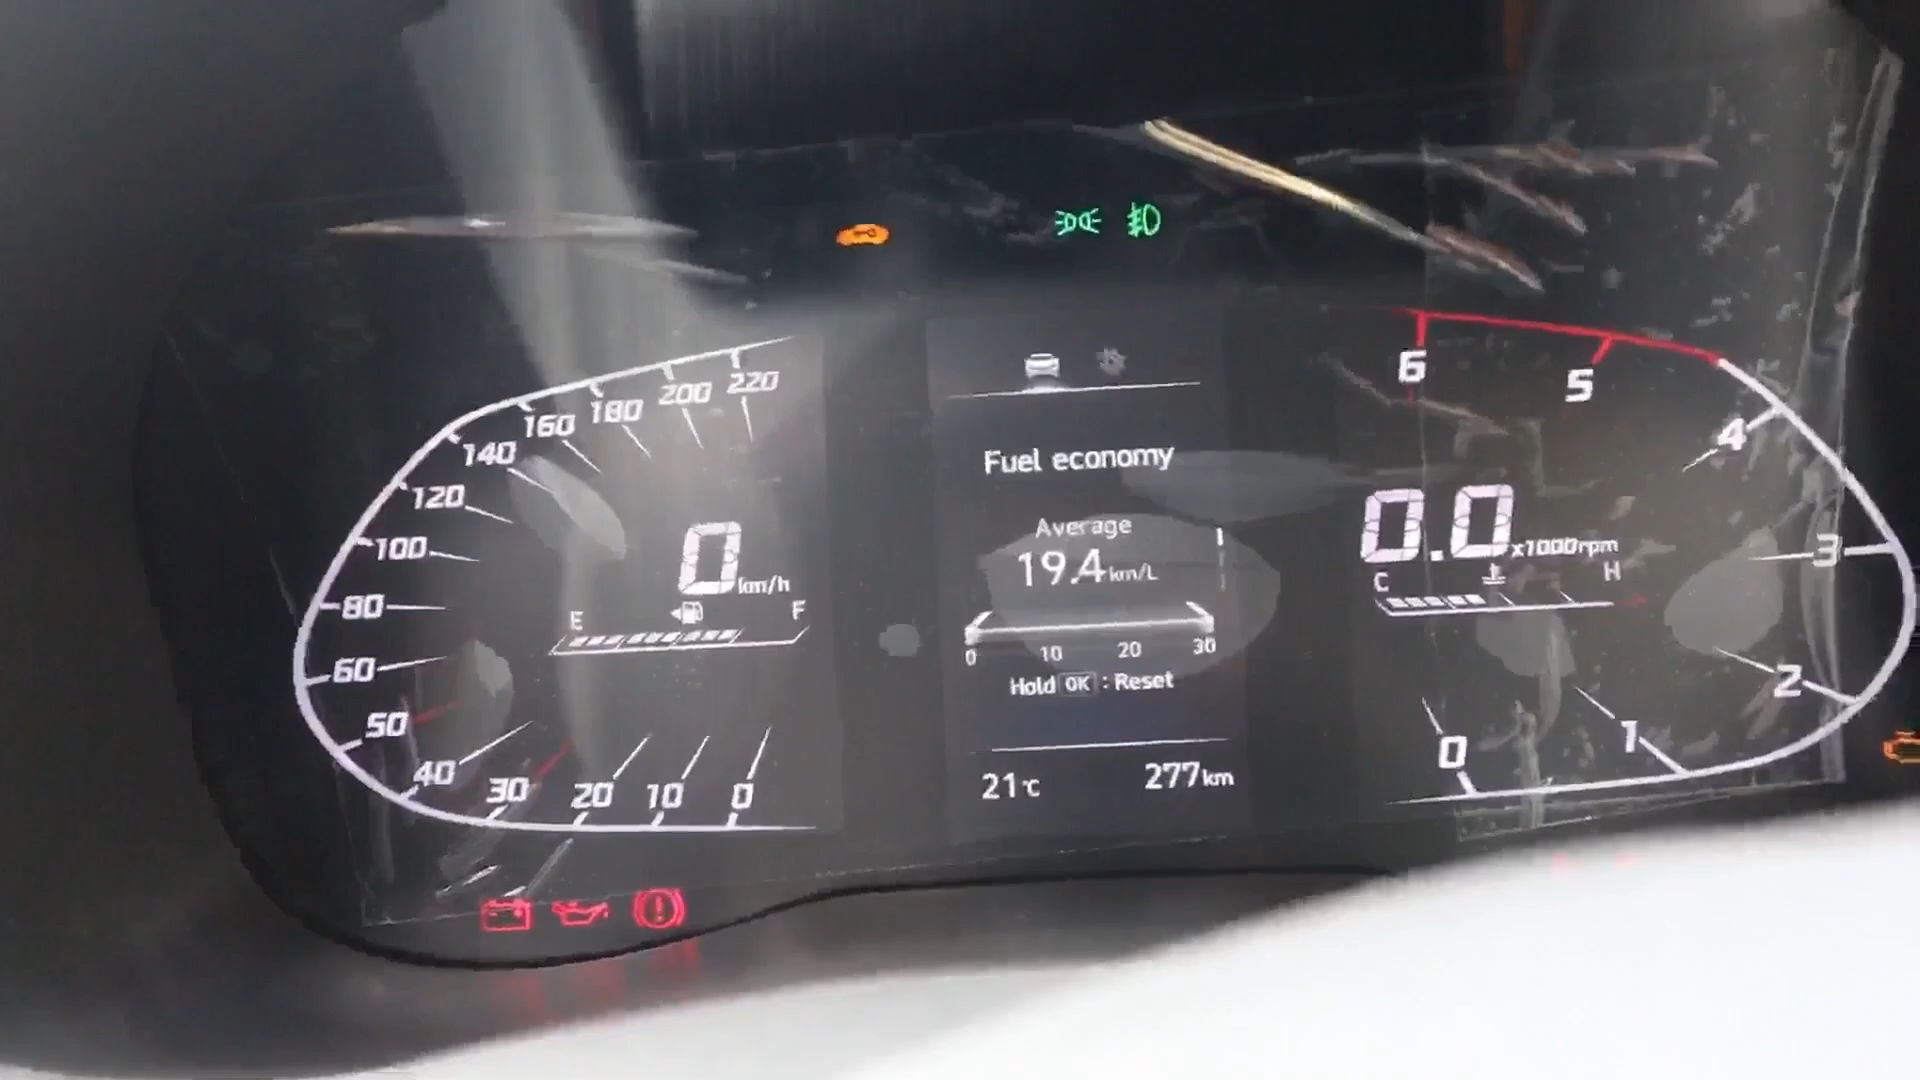 220
200
180
160
140
120
100
80
60
50
40
30
20
10
0
0 km/h
E F
Fuel economy
Average
19.4 km/L
0 10 20 30
Hold OK : Reset
21°C 277 km
6
5
4
3
2
1
0
0.0 x1000rpm
C H